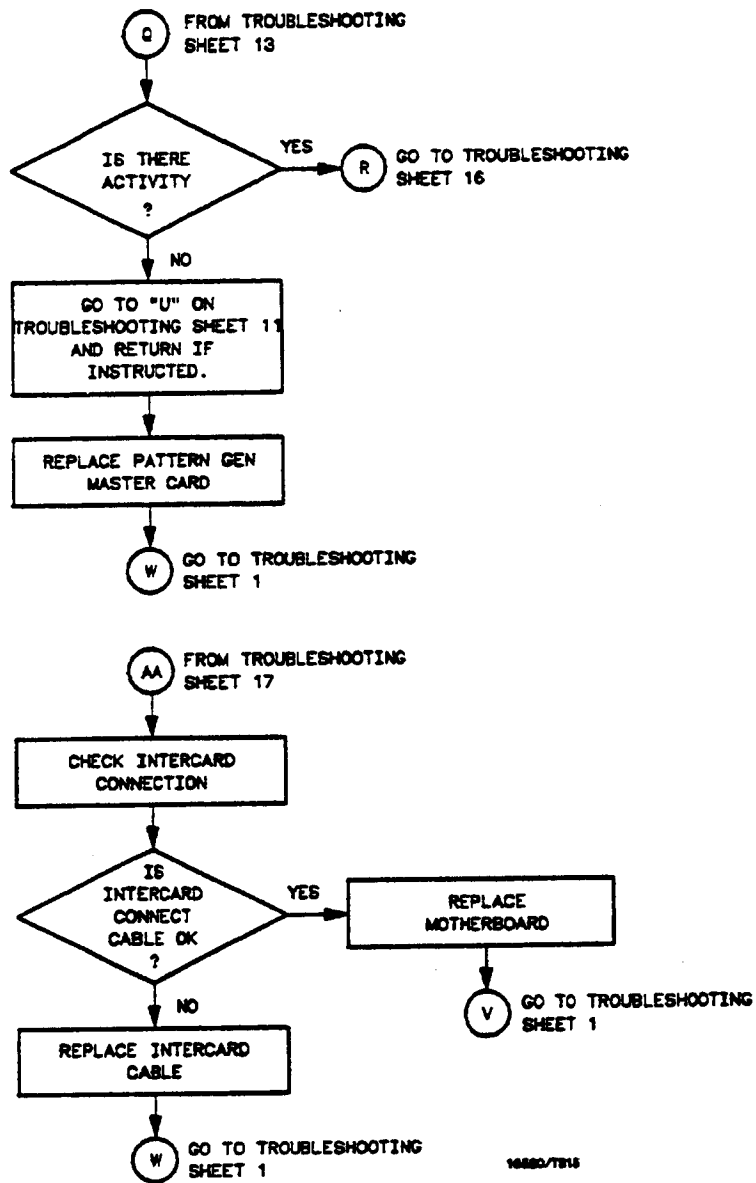 Q
FROM TROUBLESHOOTING
SHEET 13
IS THERE
ACTIVITY
?
YES
R
GO TO TROUBLESHOOTING
SHEET 16
NO
GO TO "U" ON
TROUBLESHOOTING SHEET 11
AND RETURN IF
INSTRUCTED.
REPLACE PATTERN GEN
MASTER CARD
W
GO TO TROUBLESHOOTING
SHEET 1
AA
FROM TROUBLESHOOTING
SHEET 17
CHECK INTERCARD
CONNECTION
IS
INTERCARD
CONNECT
CABLE OK
?
YES
REPLACE
MOTHERBOARD
V
GO TO TROUBLESHOOTING
SHEET 1
NO
REPLACE INTERCARD
CABLE
W
GO TO TROUBLESHOOTING
SHEET 1